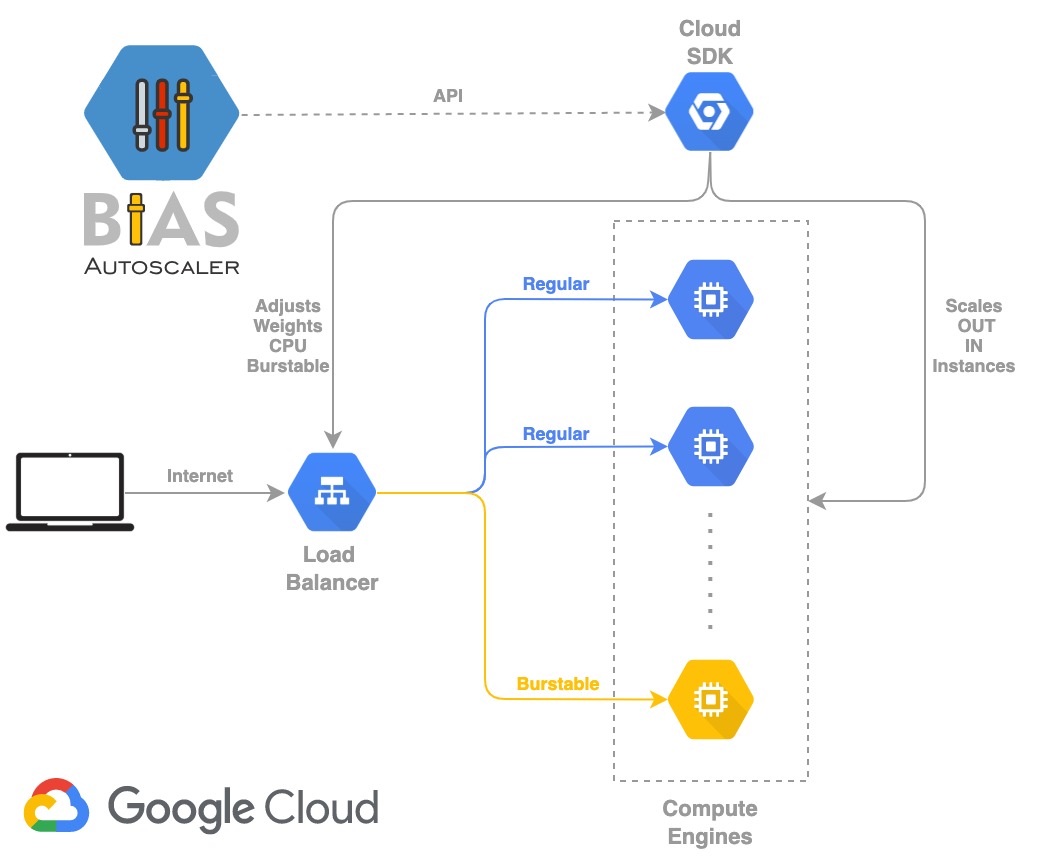 Cloud
SDK
API
BiAS
AUTOSCALER
Regular
Adjusts
Weights
CPU
Burstable
Scales
OUT
IN
Instances
Regular
Internet
Load
Balancer
Burstable
Google Cloud
Compute
Engines